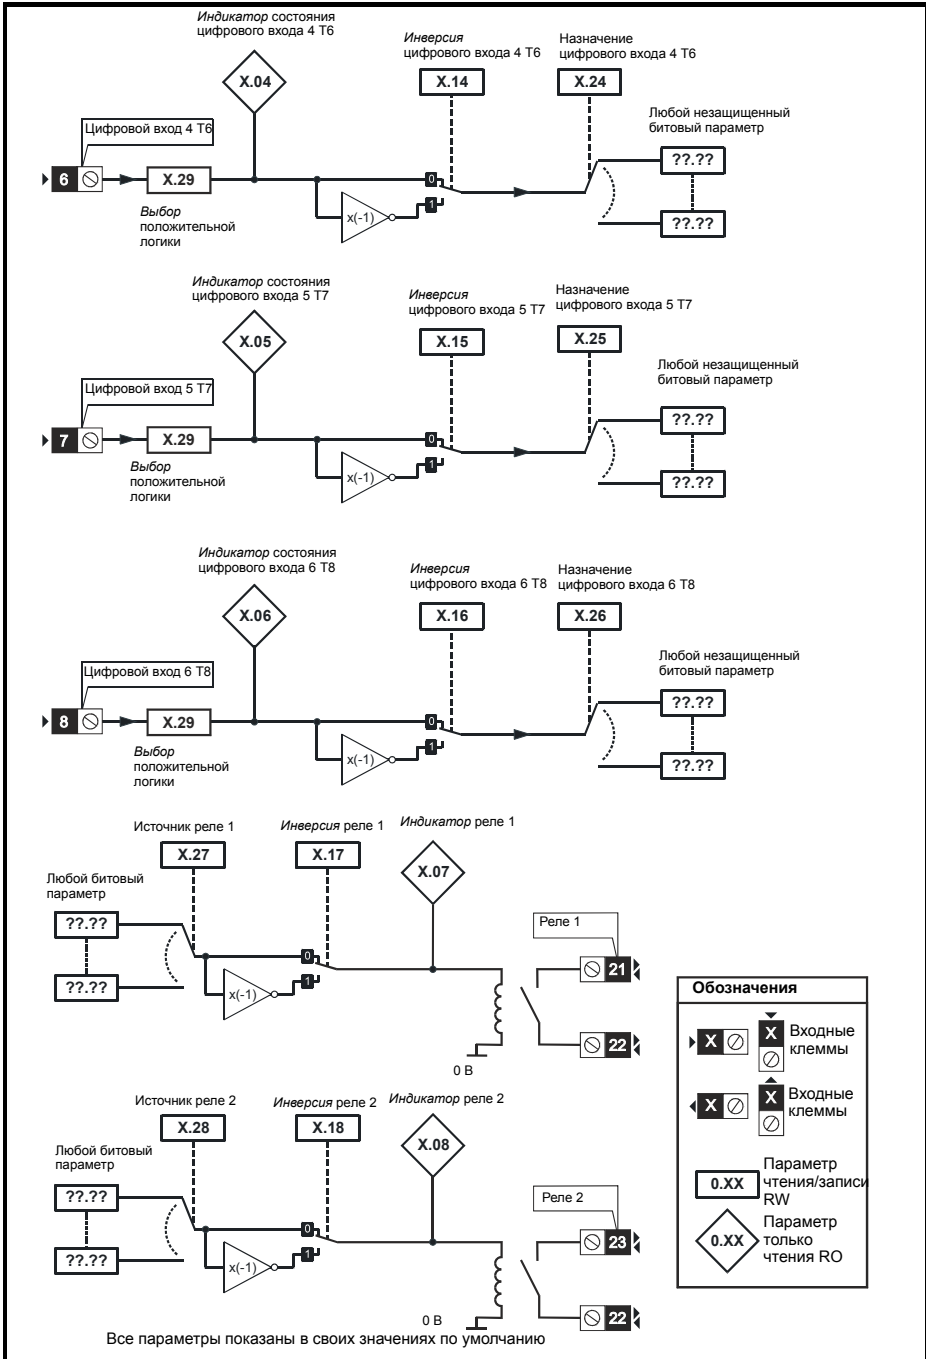 Индикатор состояния
цифрового входа 4 T6
Инверсия
цифрового входа 4 T6
Назначение
цифрового входа 4 T6
X.04
X.14
X.24
Любой незащищенный
битовый параметр
Цифровой вход 4 T6
6
X.29
0
1
x(-1)
??.??
??.??
Выбор
положительной
логики
Индикатор состояния
цифрового входа 5 T7
Инверсия
цифрового входа 5 T7
Назначение
цифрового входа 5 T7
X.05
X.15
X.25
Любой незащищенный
битовый параметр
Цифровой вход 5 T7
7
X.29
0
1
x(-1)
??.??
??.??
Выбор
положительной
логики
Индикатор состояния
цифрового входа 6 T8
Инверсия
цифрового входа 6 T8
Назначение
цифрового входа 6 T8
X.06
X.16
X.26
Любой незащищенный
битовый параметр
Цифровой вход 6 T8
8
X.29
0
1
x(-1)
??.??
??.??
Выбор
положительной
логики
Источник реле 1
Инверсия реле 1
Индикатор реле 1
X.27
X.17
X.07
Любой битовый
параметр
??.??
??.??
0
1
x(-1)
Реле 1
21
22
0 В
Источник реле 2
Инверсия реле 2
Индикатор реле 2
X.28
X.18
X.08
Любой битовый
параметр
??.??
??.??
0
1
x(-1)
Реле 2
23
22
0 В
Обозначения
X
X
Входные
клеммы
X
X
Входные
клеммы
0.XX
Параметр
чтения/записи
RW
0.XX
Параметр
только
чтения RO
Все параметры показаны в своих значениях по умолчанию